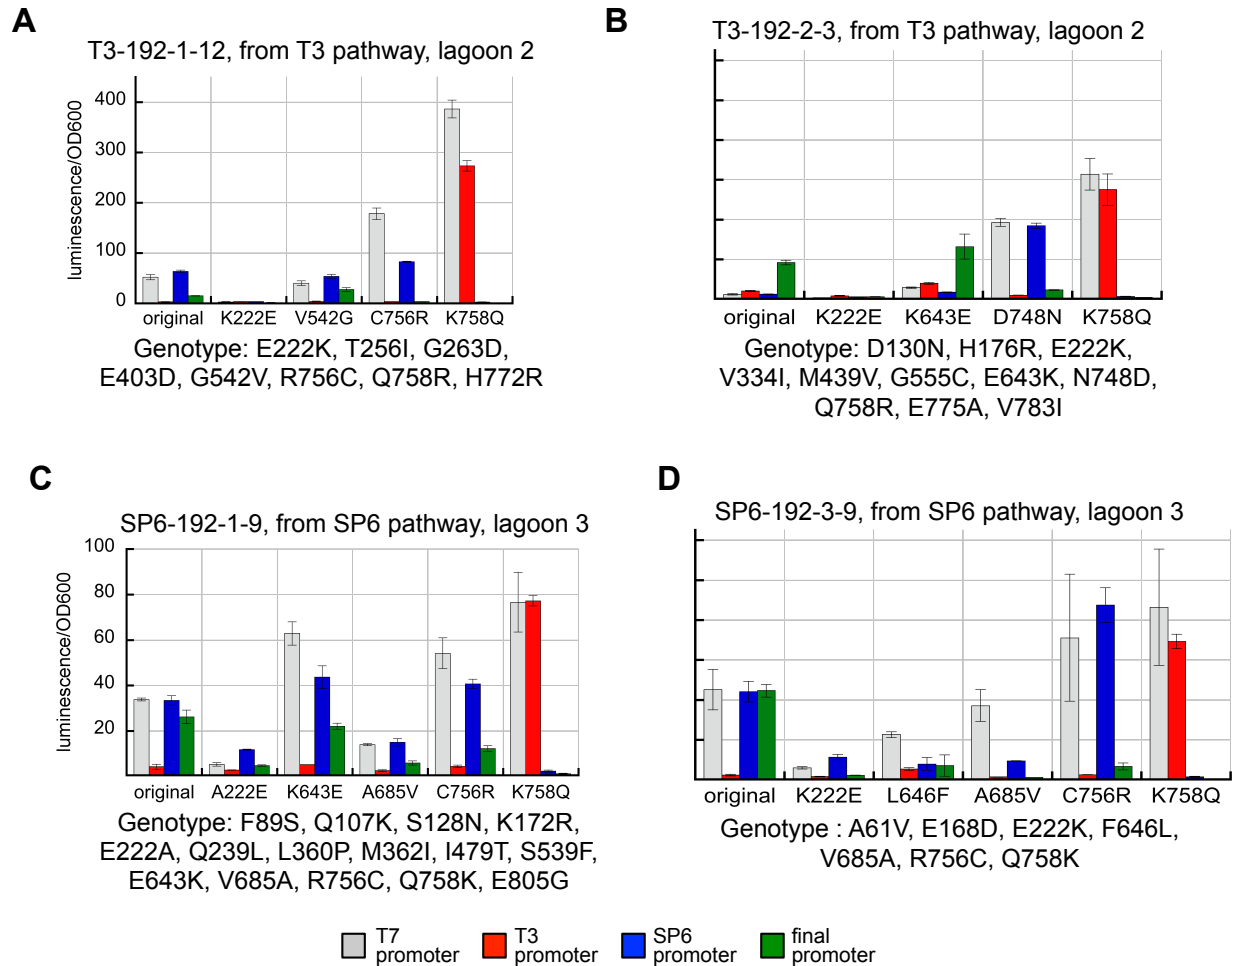 A
T3-192-1-12, from T3 pathway, lagoon 2
luminescence/OD600
400
300
200
100
0
original K222E V542G C756R K758Q
Genotype: E222K, T256I, G263D,
E403D, G542V, R756C, Q758R, H772R
B
T3-192-2-3, from T3 pathway, lagoon 2
original K222E K643E D748N K758Q
Genotype: D130N, H176R, E222K,
V334I, M439V, G555C, E643K, N748D,
Q758R, E775A, V783I
C
SP6-192-1-9, from SP6 pathway, lagoon 3
luminescence/OD600
100
80
60
40
20
original A222E K643E A685V C756R K758Q
Genotype: F89S, Q107K, S128N, K172R,
E222A, Q239L, L360P, M362I, I479T, S539F,
E643K, V685A, R756C, Q758K, E805G
D
SP6-192-3-9, from SP6 pathway, lagoon 3
original K222E L646F A685V C756R K758Q
Genotype : A61V, E168D, E222K, F646L,
V685A, R756C, Q758K
T7
promoter
T3
promoter
SP6
promoter
final
promoter